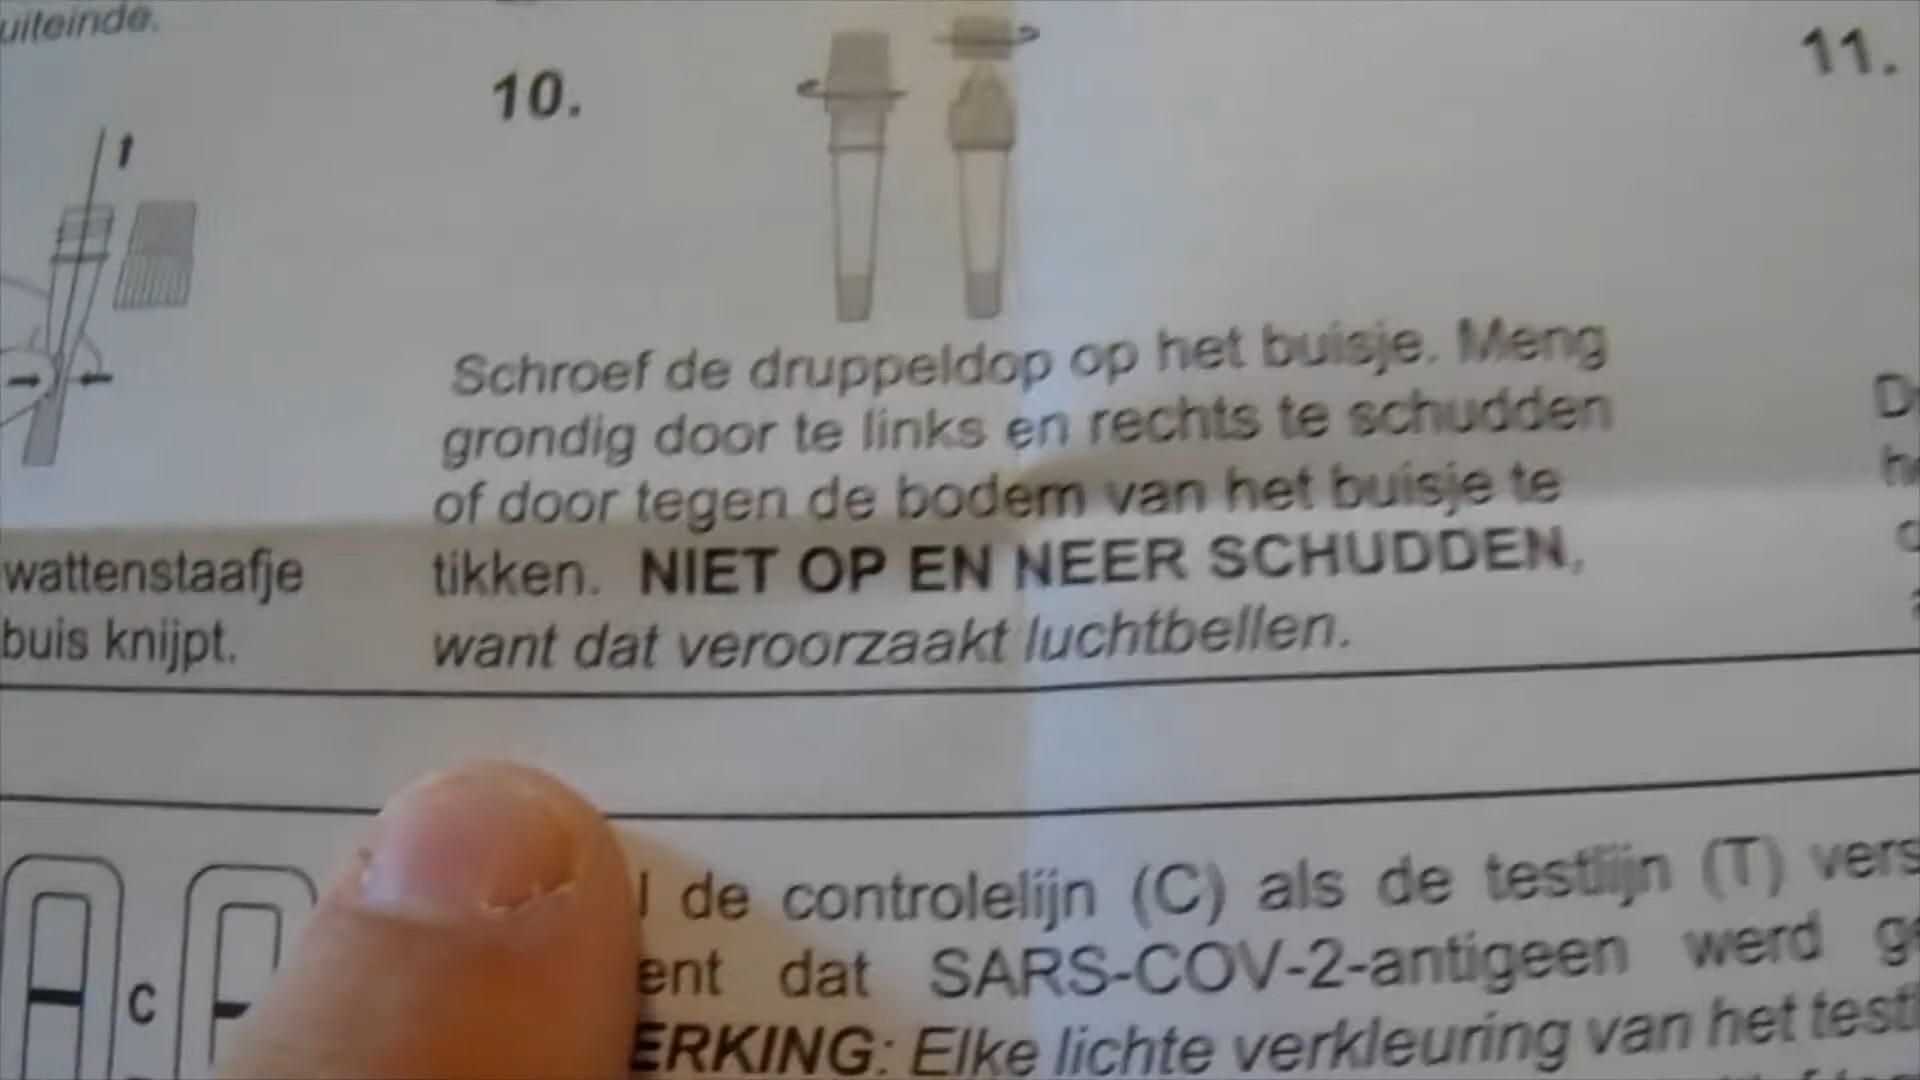 uiteinde.
10.
11.
Schroef de druppeldop op het buisje. Meng
grondig door te links en rechts te schudden
of door tegen de bodem van het buisje te
tikken. NIET OP EN NEER SCHUDDEN,
want dat veroorzaakt luchtbellen.
wattenstaafje
buis knijpt.
C
de controlelijn (C) als de testlijn (T)
dat SARS-COV-2-antigeen werd
Elke lichte verkleuring van het